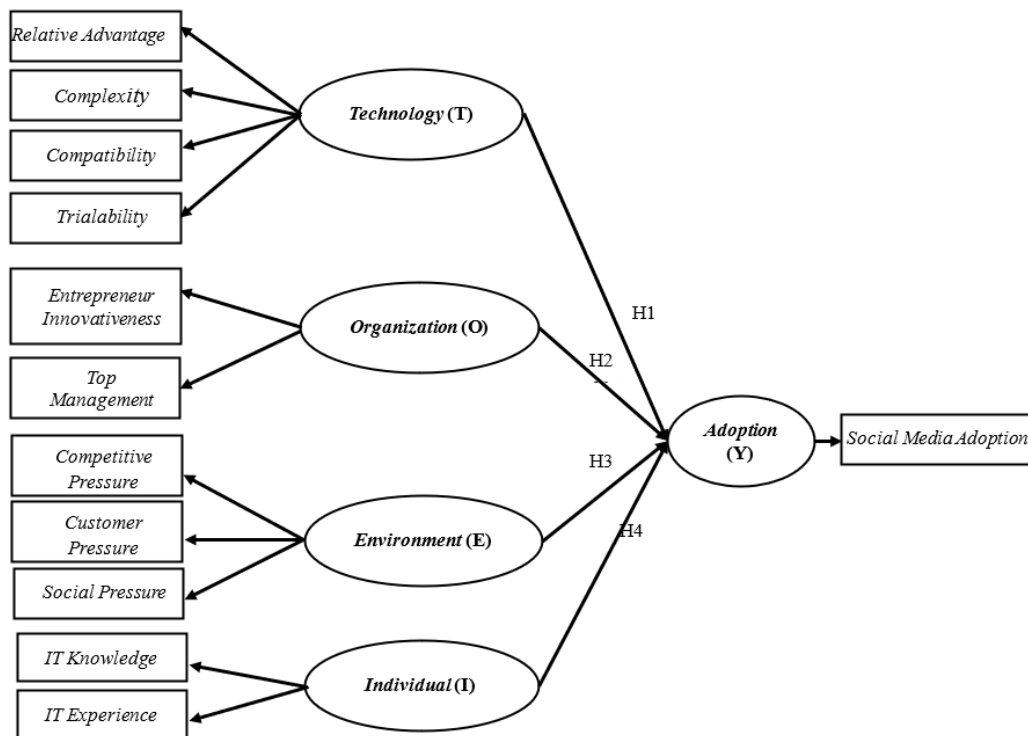 Relative Advantage
Complexity
Compatibility
Trialability
Technology (T)
Entrepreneur
Innovativeness
Top
Management
Organization (O)
Competitive
Pressure
Customer
Pressure
Social Pressure
Environment (E)
IT Knowledge
IT Experience
Individual (I)
H1
H2
H3
H4
Adoption
(Y)
Social Media Adoption